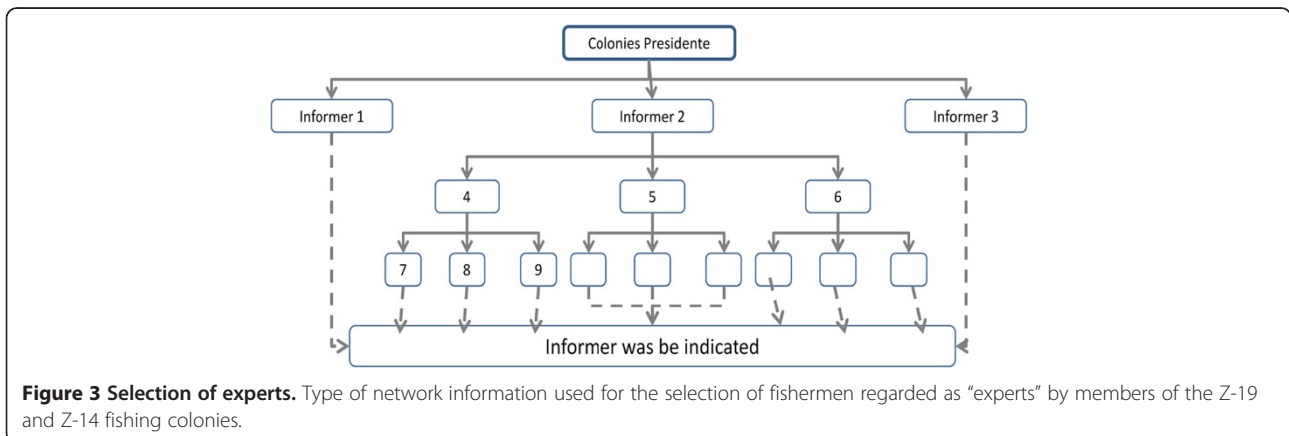 Colonies Presidente
Informer 1
Informer 2
Informer 3
4
5
6
7
8
9
Informer was be indicated
Figure 3 Selection of experts. Type of network information used for the selection of fishermen regarded as “experts” by members of the Z-19
and Z-14 fishing colonies.